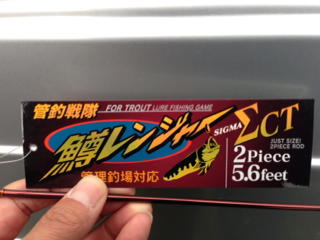 管釣戦隊 FOR TROUT LURE FISHING GAME
鱒レンジャー SIGMA ΣCT
JUST SIZE!
2PIECE ROD
管理釣場対応
2Piece
5.6feet